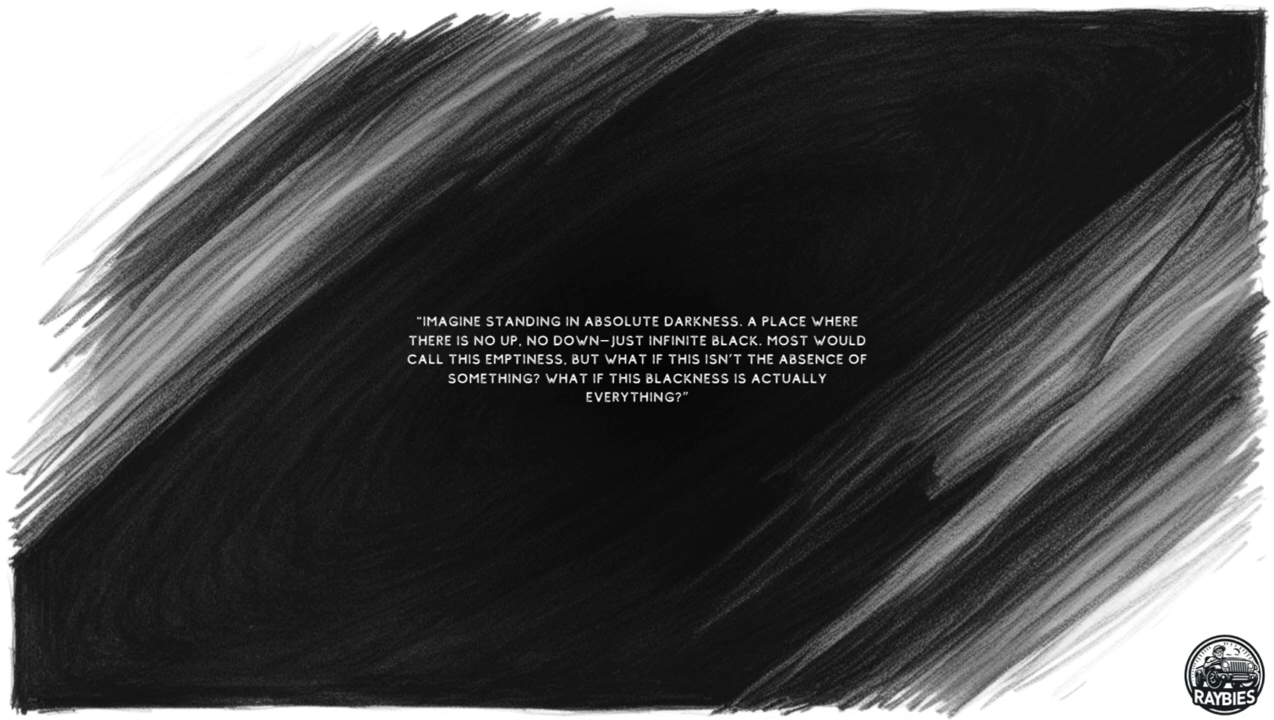 “IMAGINE STANDING IN ABSOLUTE DARKNESS. A PLACE WHERE
THERE IS NO UP, NO DOWN—JUST INFINITE BLACK. MOST WOULD
CALL THIS EMPTINESS, BUT WHAT IF THIS ISN’T THE ABSENCE OF
SOMETHING? WHAT IF THIS BLACKNESS IS ACTUALLY
EVERYTHING?”
RAYBIES